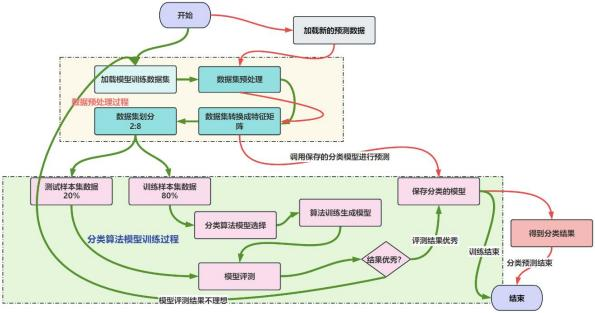 开始
加载新的预测数据
加载模型训练数据集
数据集预处理
数据预处理过程
数据集划分
2:8
数据集转换成特征矩
阵
调用保存的分类模型进行预测
测试样本集数据
20%
训练样本集数据
80%
保存分类的模型
分类算法模型选择
算法训练生成模型
得到分类结果
分类算法模型训练过程
评测结果优秀
训练结束
模型评测
结果优秀?
分类预测结束
模型评测结果不理想
结束